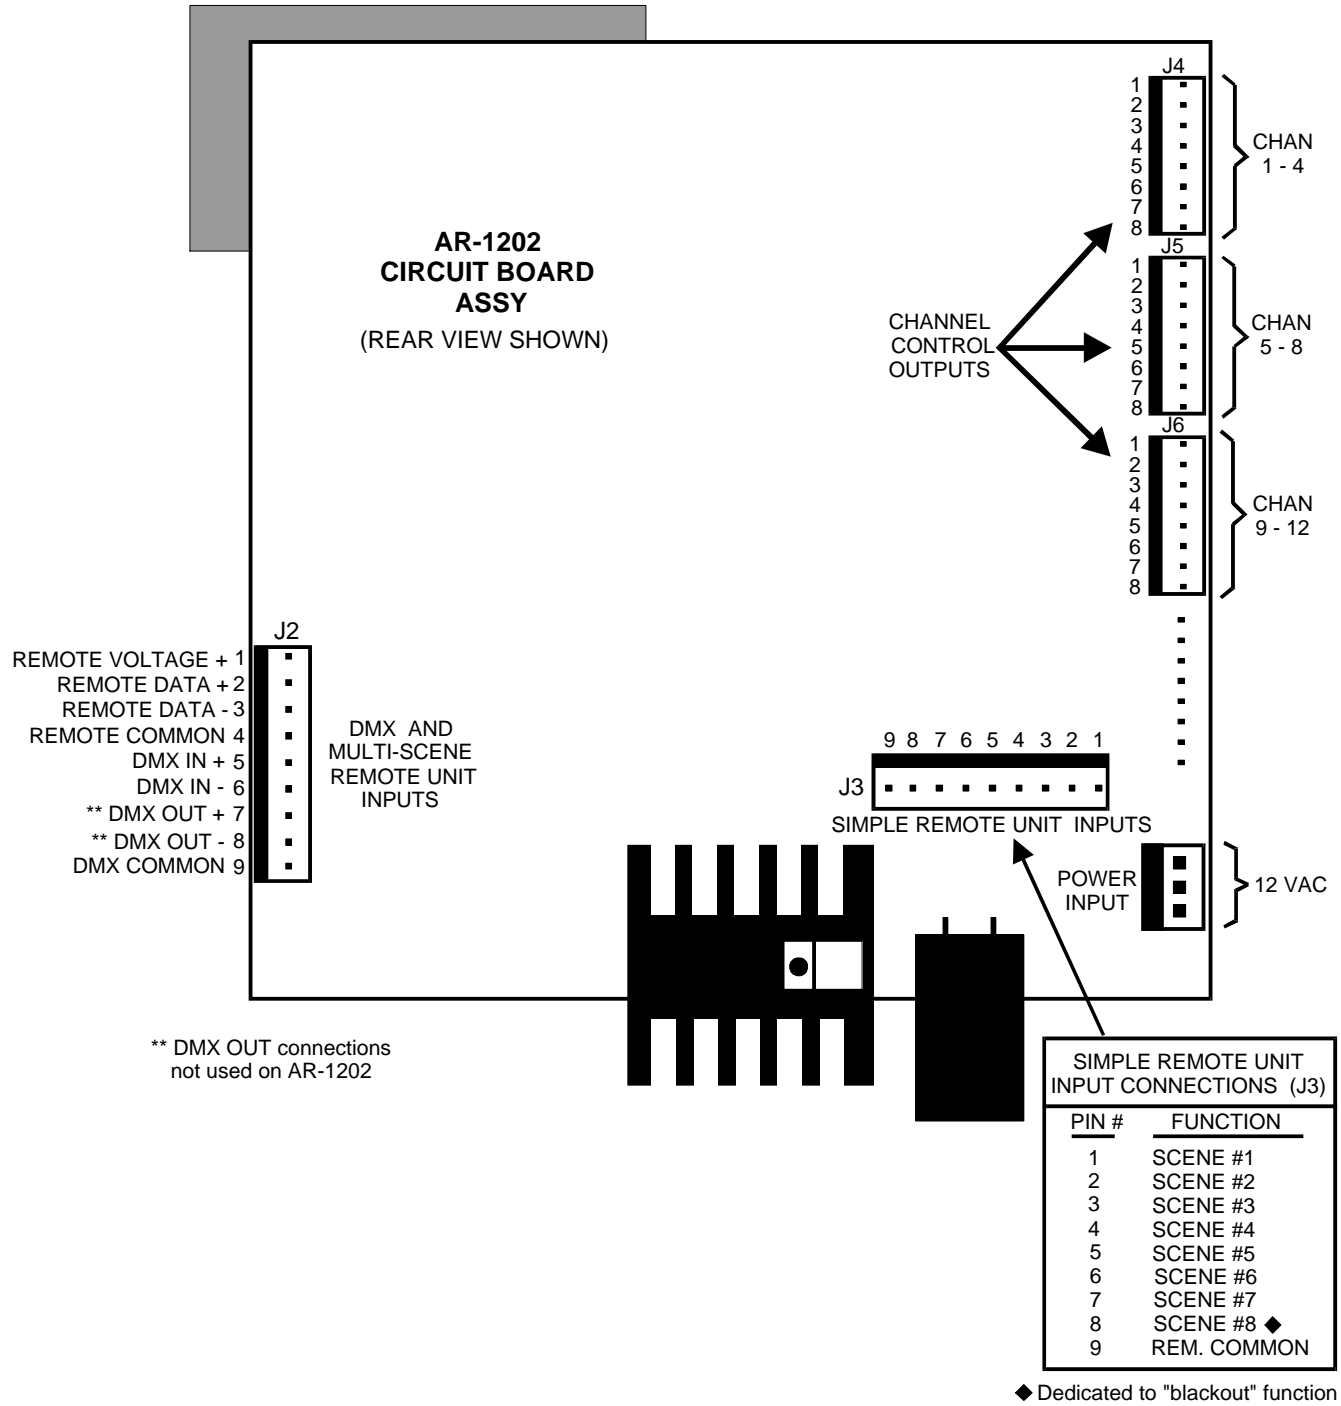 J4
1
2
3
4
5
6
7
8
CHAN
1 - 4
AR-1202
CIRCUIT BOARD
ASSY
(REAR VIEW SHOWN)
J5
1
2
3
4
5
6
7
8
CHAN
5 - 8
CHANNEL
CONTROL
OUTPUTS
J6
1
2
3
4
5
6
7
8
CHAN
9 - 12
J2
REMOTE VOLTAGE + 1
REMOTE DATA + 2
REMOTE DATA - 3
REMOTE COMMON 4
DMX IN + 5
DMX IN - 6
** DMX OUT + 7
** DMX OUT - 8
DMX COMMON 9
DMX AND
MULTI-SCENE
REMOTE UNIT
INPUTS
9 8 7 6 5 4 3 2 1
J3
SIMPLE REMOTE UNIT INPUTS
POWER
INPUT
12 VAC
** DMX OUT connections
not used on AR-1202
SIMPLE REMOTE UNIT
INPUT CONNECTIONS (J3)
PIN # FUNCTION
1 SCENE #1
2 SCENE #2
3 SCENE #3
4 SCENE #4
5 SCENE #5
6 SCENE #6
7 SCENE #7
8 SCENE #8 ◆
9 REM. COMMON
◆ Dedicated to "blackout" function